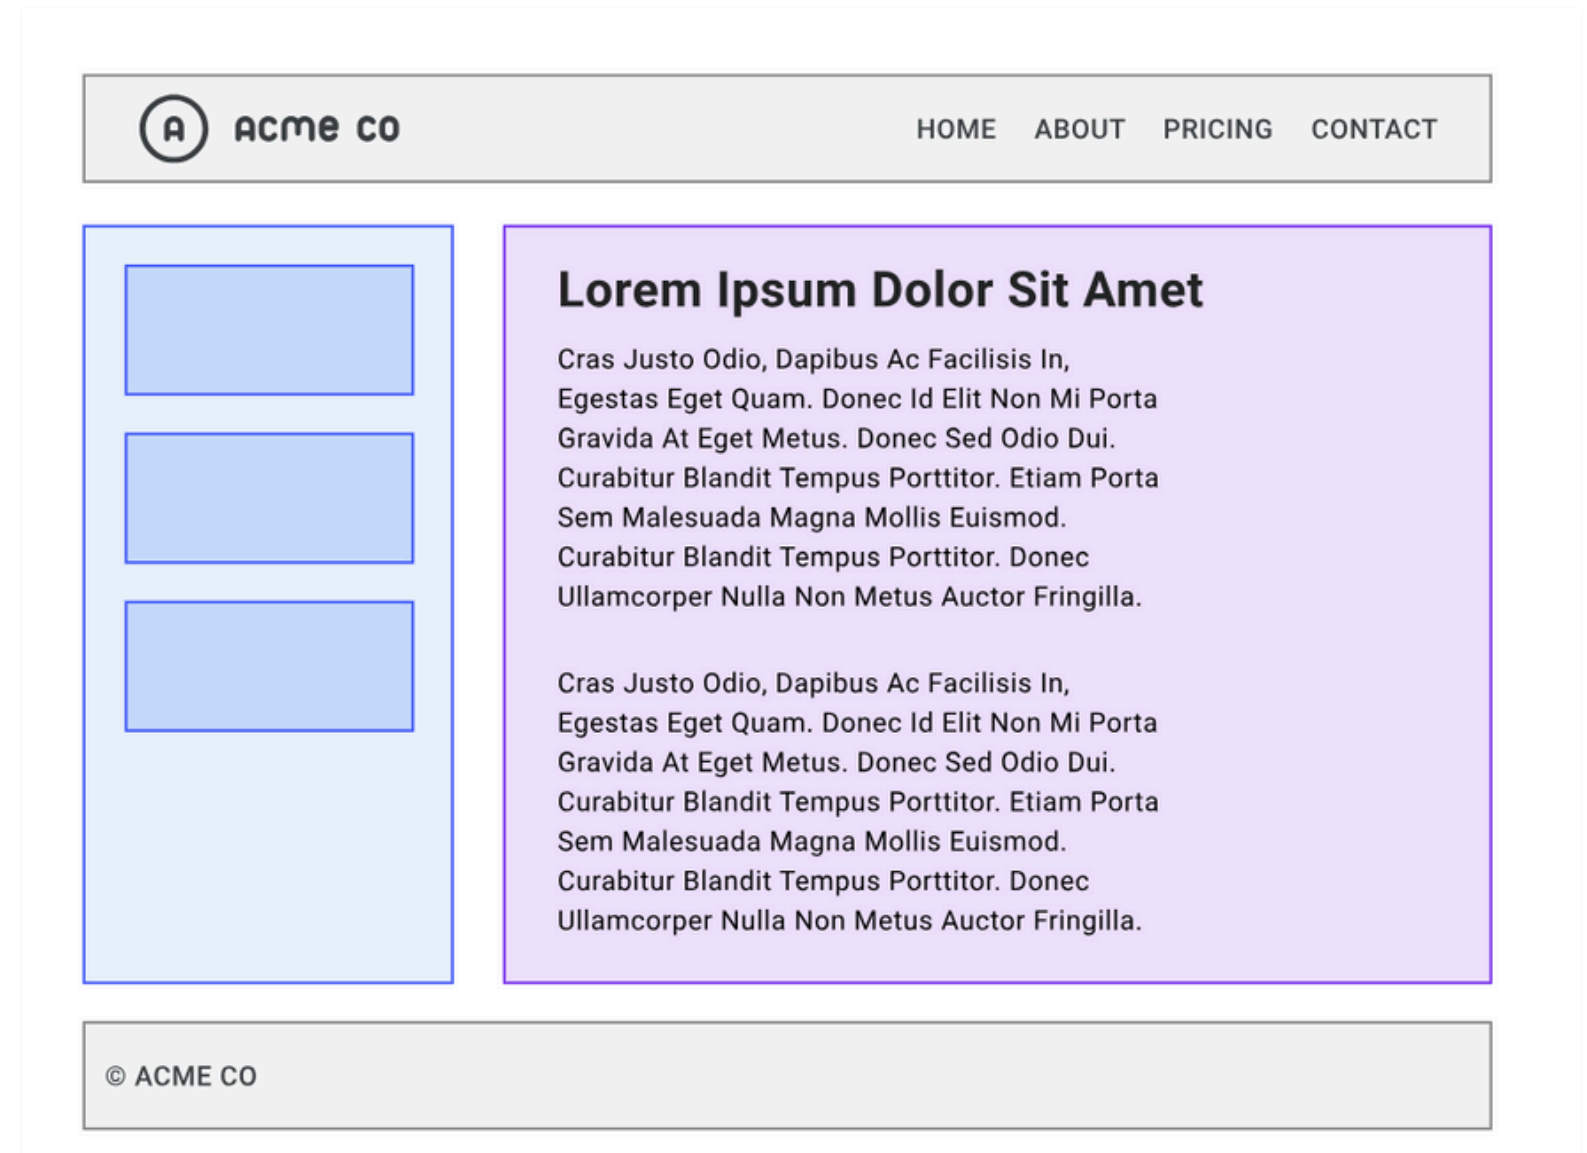 A acme co
HOME ABOUT PRICING CONTACT
Lorem Ipsum Dolor Sit Amet
Cras Justo Odio, Dapibus Ac Facilisis In,
Egestas Eget Quam. Donec Id Elit Non Mi Porta
Gravida At Eget Metus. Donec Sed Odio Dui.
Curabitur Blandit Tempus Porttitor. Etiam Porta
Sem Malesuada Magna Mollis Euismod.
Curabitur Blandit Tempus Porttitor. Donec
Ullamcorper Nulla Non Metus Auctor Fringilla.
Cras Justo Odio, Dapibus Ac Facilisis In,
Egestas Eget Quam. Donec Id Elit Non Mi Porta
Gravida At Eget Metus. Donec Sed Odio Dui.
Curabitur Blandit Tempus Porttitor. Etiam Porta
Sem Malesuada Magna Mollis Euismod.
Curabitur Blandit Tempus Porttitor. Donec
Ullamcorper Nulla Non Metus Auctor Fringilla.
© ACME CO